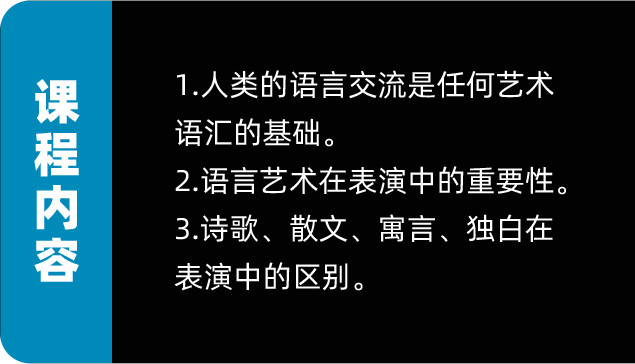 课程内容
1.人类的语言交流是任何艺术
语汇的基础。
2.语言艺术在表演中的重要性。
3.诗歌、散文、寓言、独白在
表演中的区别。